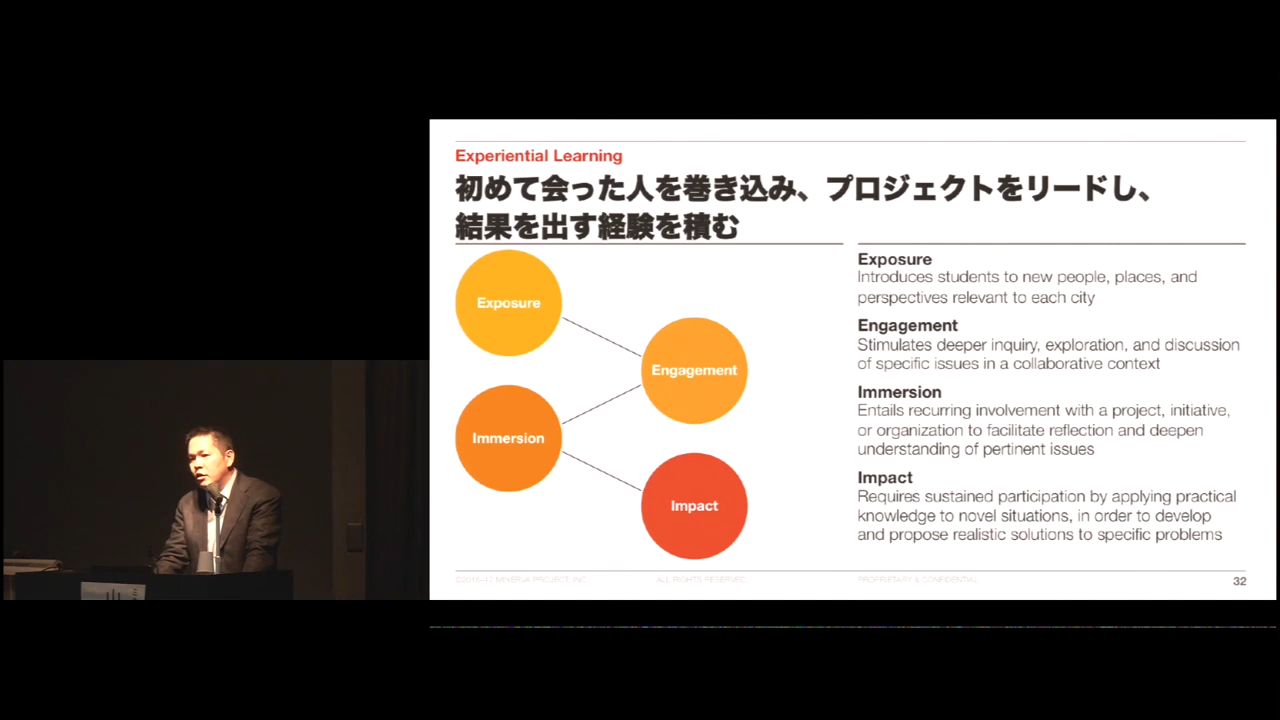 Experiential Learning
初めて会った人を巻き込み、プロジェクトをリードし、
結果を出す経験を積む
Exposure
Engagement
Immersion
Impact
Exposure
Introduces students to new people, places, and
perspectives relevant to each city
Engagement
Stimulates deeper inquiry, exploration, and discussion
of specific issues in a collaborative context
Immersion
Entails recurring involvement with a project, initiative,
or organization to facilitate reflection and deepen
understanding of pertinent issues
Impact
Requires sustained participation by applying practical
knowledge to novel situations, in order to develop
and propose realistic solutions to specific problems
MINERVA PROJECT, INC.
ALL RIGHTS RESERVED
PROPRIETARY & CONFIDENTIAL
32